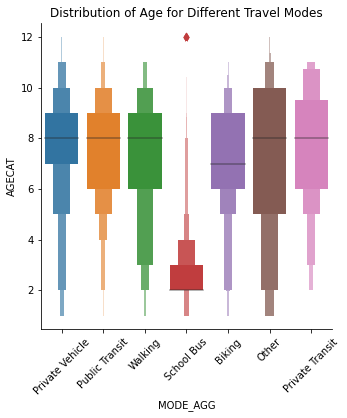 Distribution of Age for Different Travel Modes
12
10
8
6
4
2
AGECAT
Private Vehicle
Public Transit
Walking
School Bus
Biking
Other
Private Transit
MODE_AGG